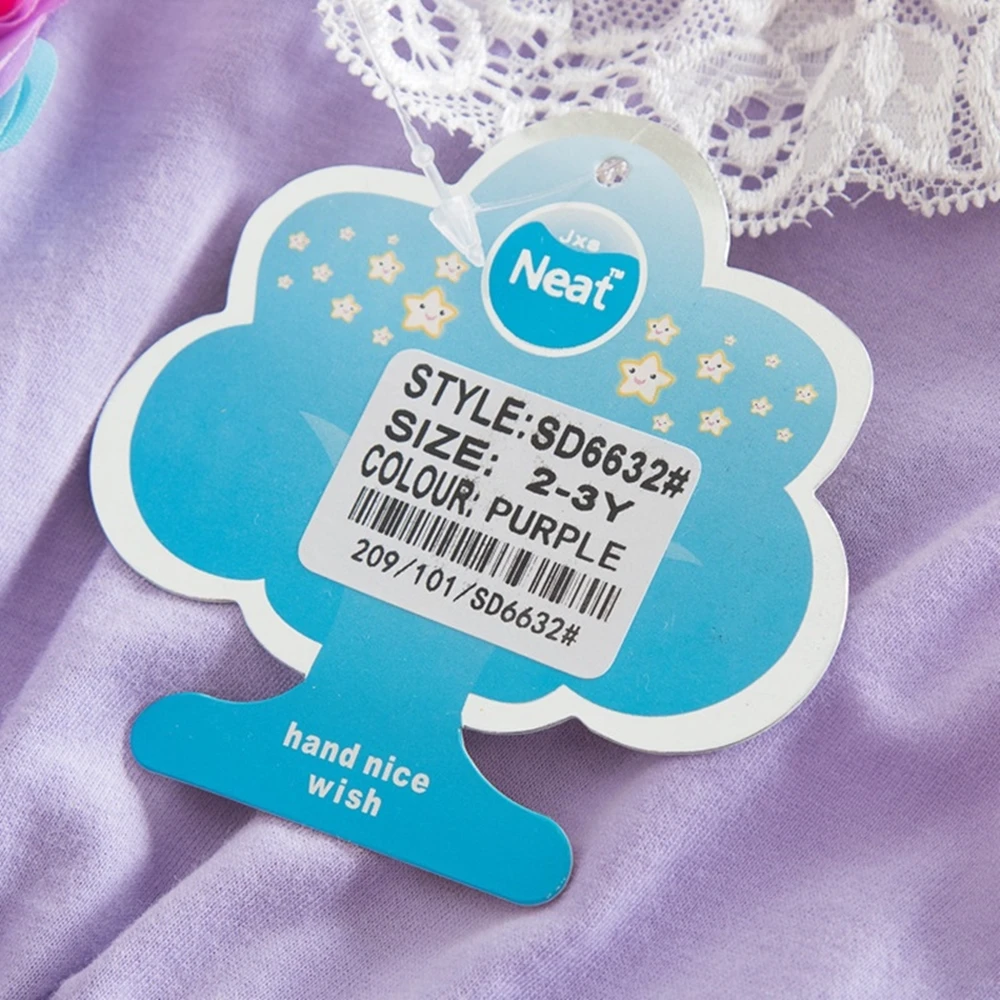 Jxs
Neat™
STYLE:SD6632#
SIZE: 2-3Y
COLOUR: PURPLE
209/101/SD6632#
hand nice
wish